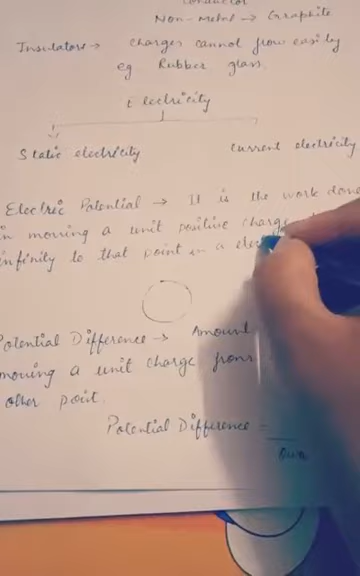 Conductor
Non-Metal → Graphite
Insulators → charges cannot flow easily
eg. Rubber glass.
Electricity
Static electricity current electricity
Electric Potential → It is the work done
in moving a unit positive charge
infinity to that point in a elec
Potential Difference → Amount
moving a unit charge from
other point.
Potential Difference =